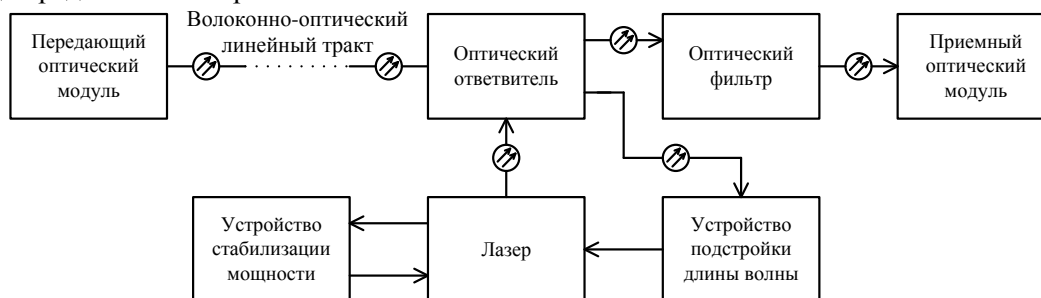 Передающий
оптический
модуль
Волоконно-оптический
линейный тракт
Оптический
ответвитель
Оптический
фильтр
Приемный
оптический
модуль
Устройство
стабилизации
мощности
Лазер
Устройство
подстройки
длины волны